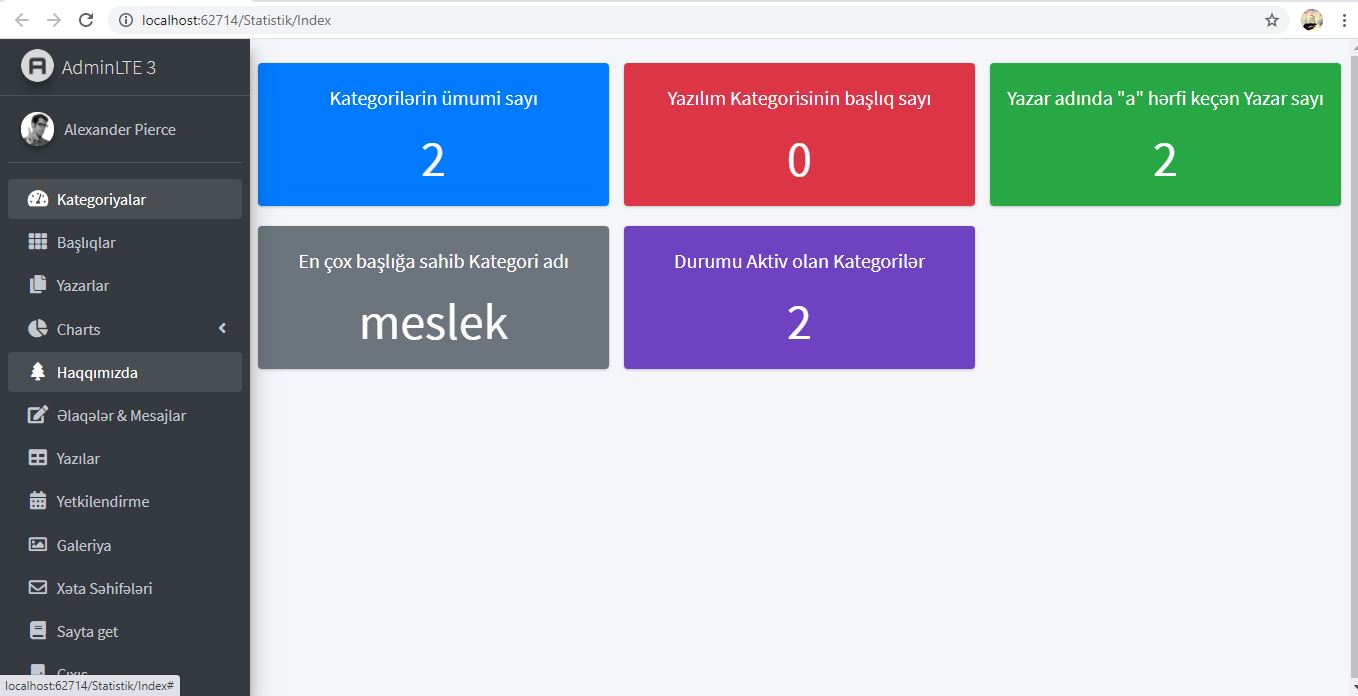 localhost:62714/Statistik/Index
AdminLTE 3
Alexander Pierce
Kategoriyalar
Başlıqlar
Yazarlar
Charts
Haqqımızda
Əlaqələr & Mesajlar
Yazılar
Yetkilendirme
Galeriya
Xəta Səhifələri
Sayta get
localhost:62714/Statistik/Index#
Kategorilərin ümumi sayı
2
Yazılım Kategorisinin başlıq sayı
0
Yazar adında "a" hərfi keçən Yazar sayı
2
En çox başlığa sahib Kategori adı
meslek
Durumu Aktiv olan Kategorilər
2